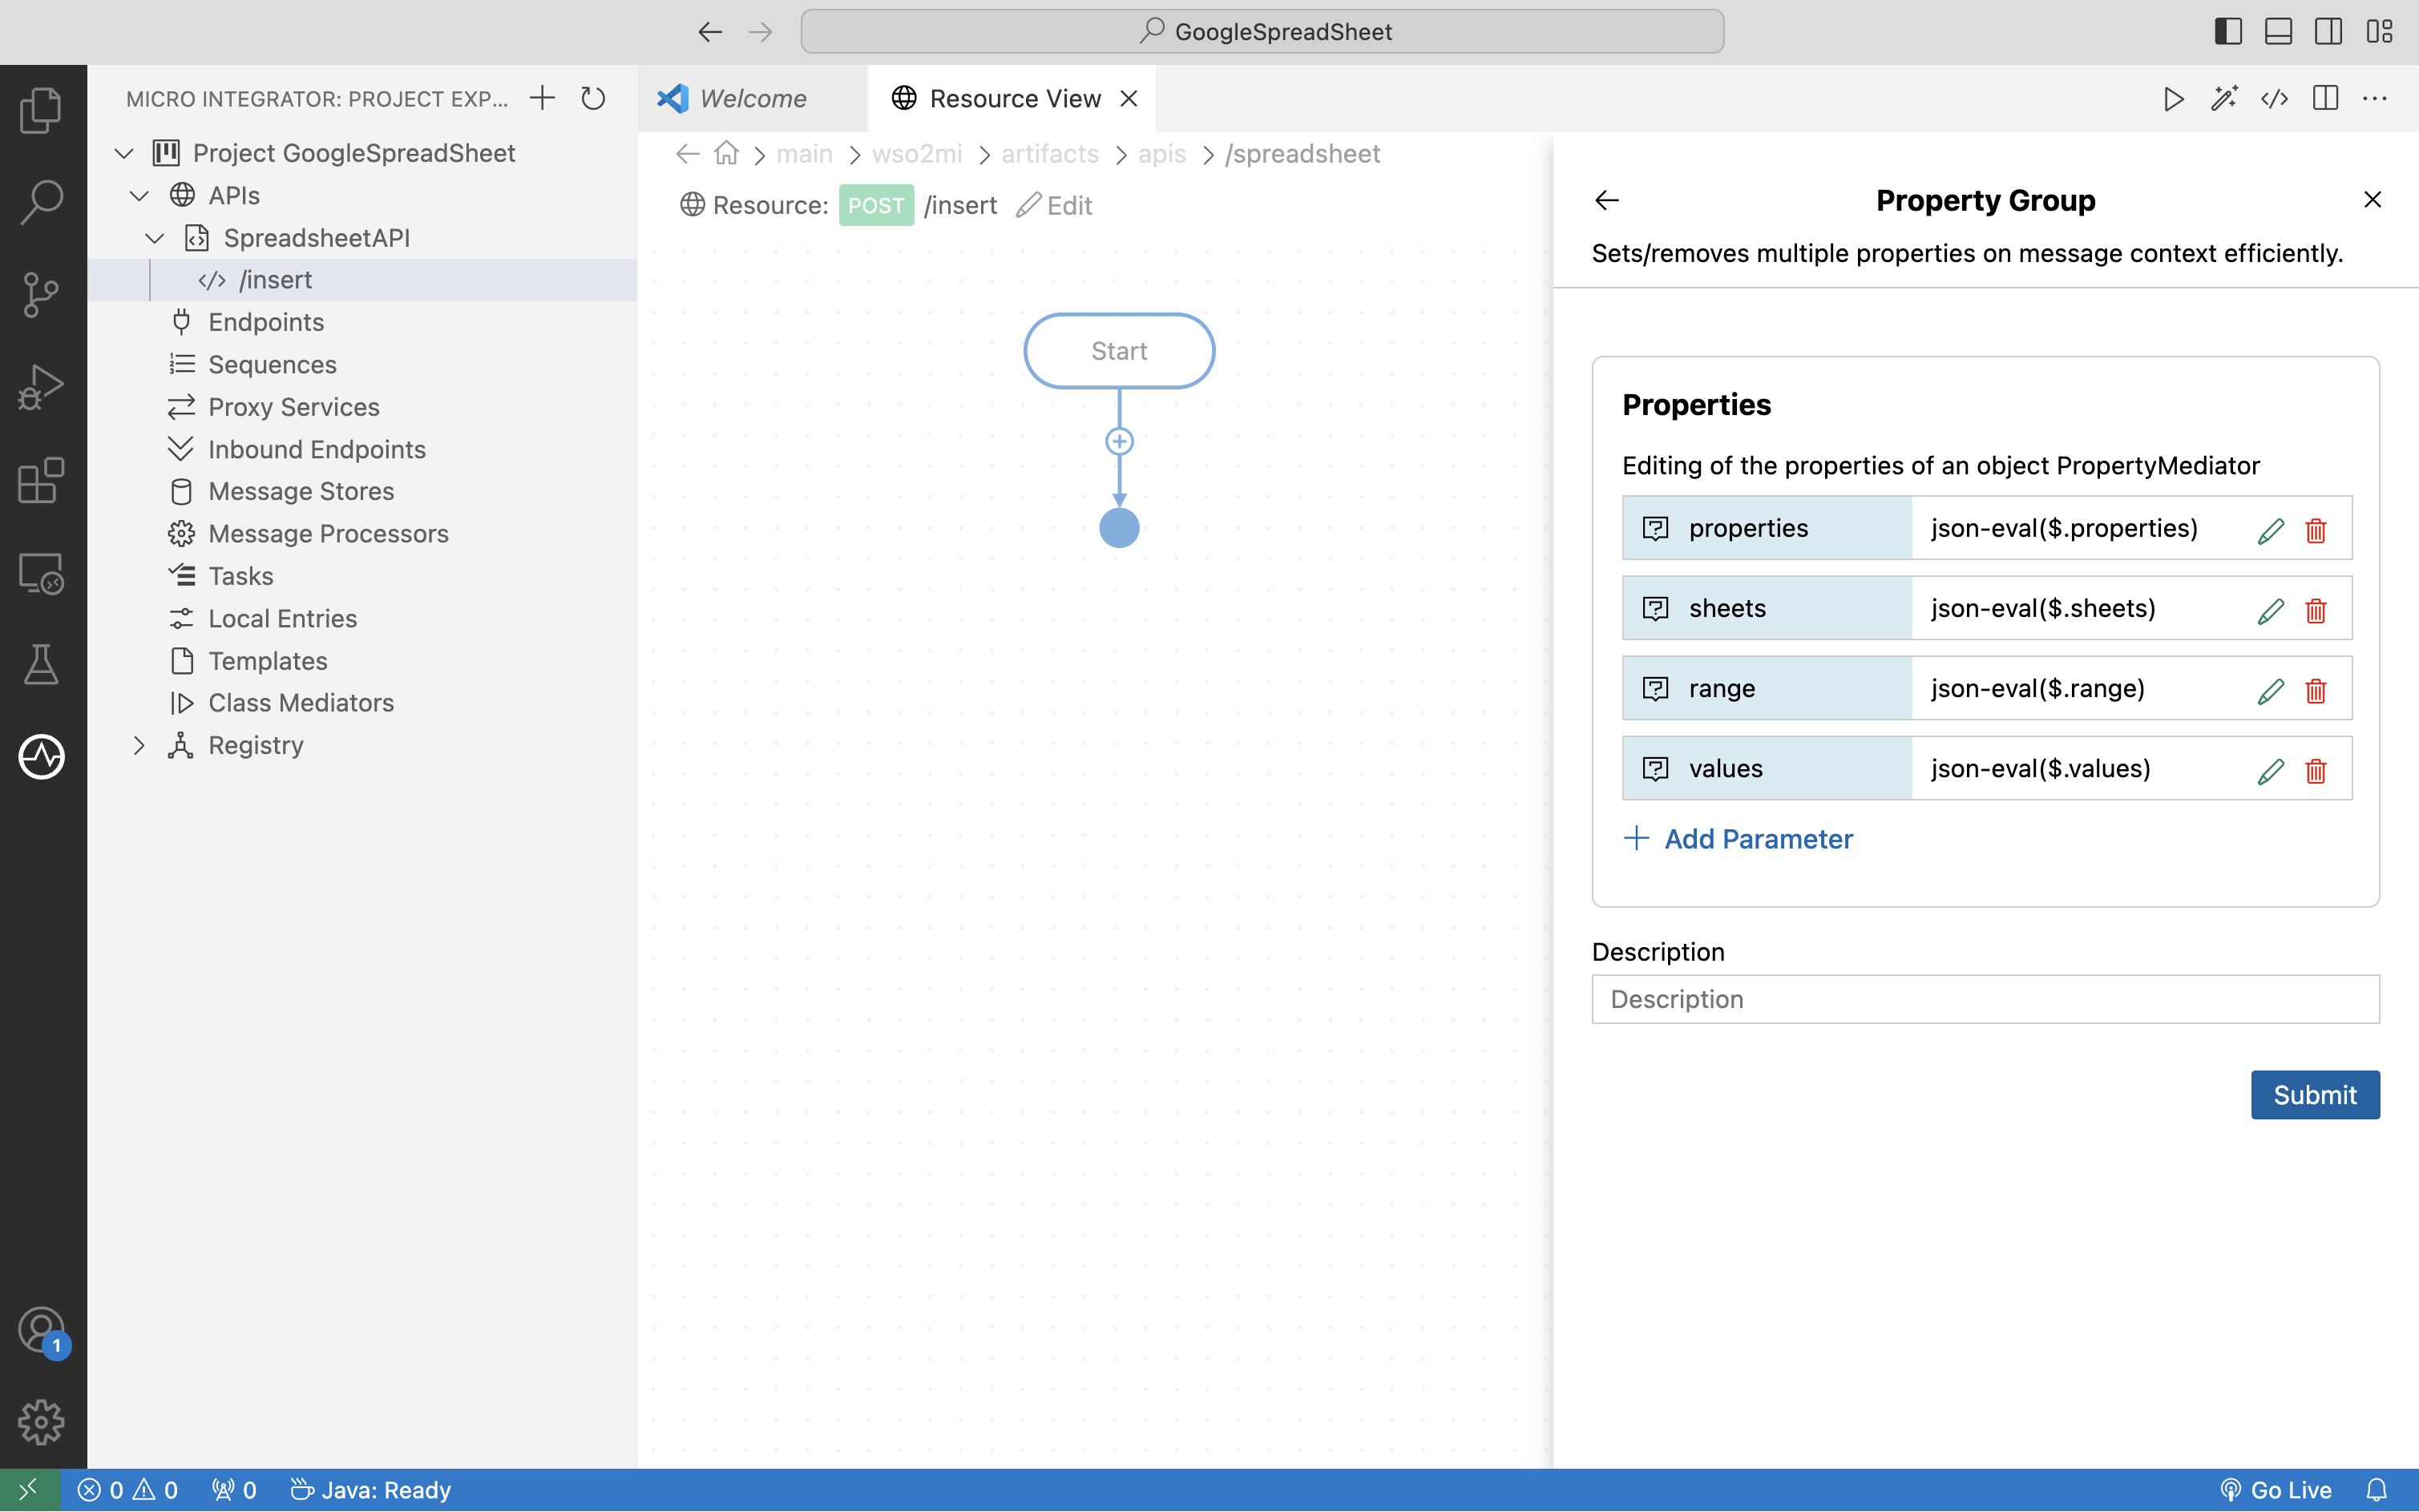 GoogleSpreadSheet
MICRO INTEGRATOR: PROJECT EXP...
Project GoogleSpreadSheet
APIs
SpreadsheetAPI
/insert
Endpoints
Sequences
Proxy Services
Inbound Endpoints
Message Stores
Message Processors
Tasks
Local Entries
Templates
Class Mediators
Registry
Welcome
Resource View
main > wso2mi > artifacts > apis > /spreadsheet
Resource: POST /insert Edit
Start
Property Group
Sets/removes multiple properties on message context efficiently.
Properties
Editing of the properties of an object PropertyMediator
properties json-eval($.properties)
sheets json-eval($.sheets)
range json-eval($.range)
values json-eval($.values)
Add Parameter
Description
Description
Submit
1
0 0 0 Java: Ready
Go Live